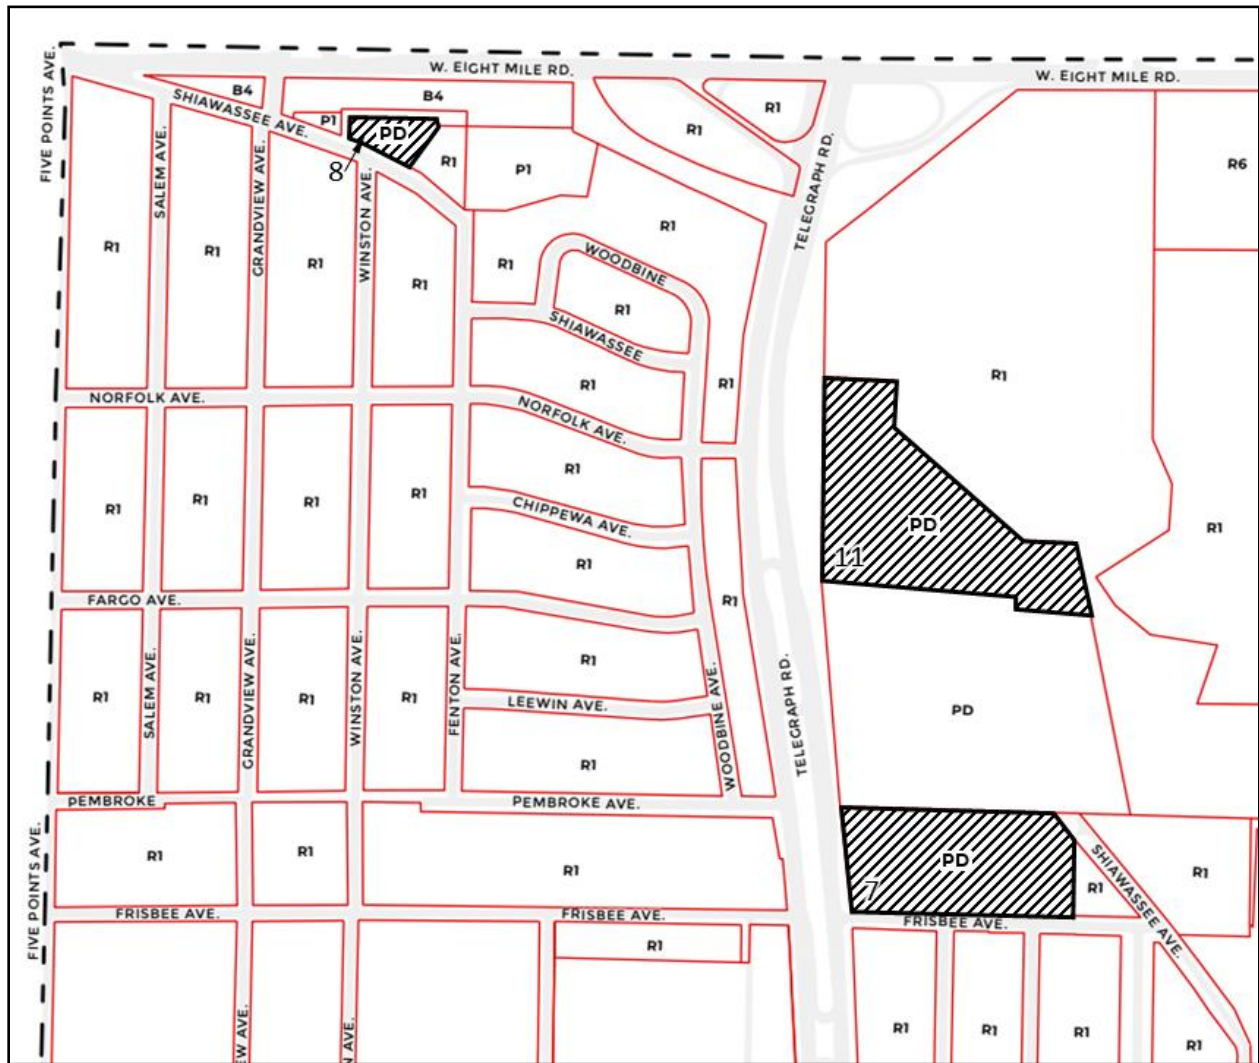 W. EIGHT MILE RD.
W. EIGHT MILE RD.
FIVE POINTS AVE.
B4
B4
SHIAWASSEE AVE.
P1
PD
8
R1
P1
R1
R1
R6
TELEGRAPH RD.
SALEM AVE.
GRANDVIEW AVE.
WINSTON AVE.
R1
R1
R1
R1
R1
R1
WOODBINE
R1
SHIAWASSEE
R1
R1
R1
NORFOLK AVE.
NORFOLK AVE.
R1
R1
R1
R1
R1
CHIPPEWA AVE.
R1
PD
11
R1
R1
FARGO AVE.
R1
SALEM AVE.
GRANDVIEW AVE.
WINSTON AVE.
FENTON AVE.
R1
R1
R1
R1
R1
LEEWIN AVE.
WOODBINE AVE.
TELEGRAPH RD.
PD
R1
PEMBROKE
PEMBROKE AVE.
FIVE POINTS AVE.
R1
R1
R1
PD
7
R1
SHIAWASSEE AVE.
R1
FRISBEE AVE.
FRISBEE AVE.
FRISBEE AVE.
R1
EW AVE.
N AVE.
R1
R1
R1
R1